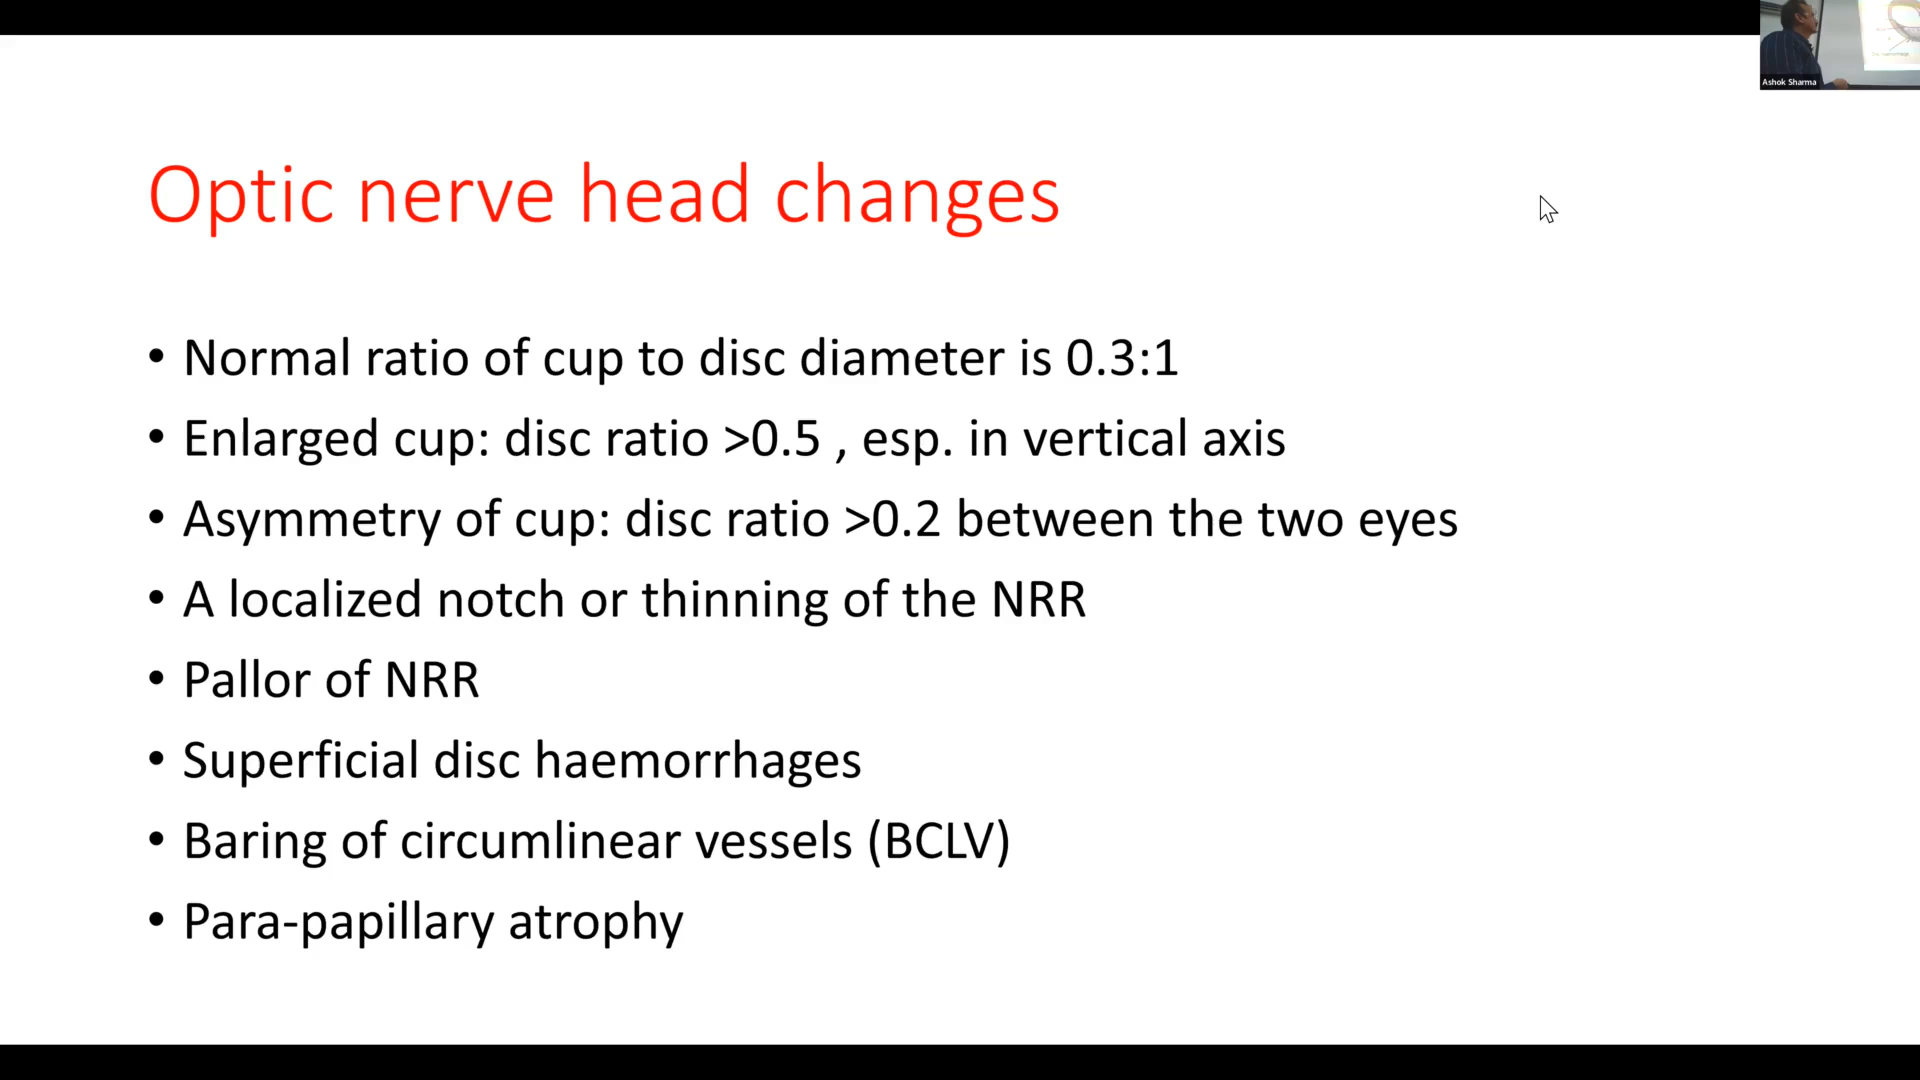 Ashok Sharma
Optic nerve head changes
• Normal ratio of cup to disc diameter is 0.3:1
• Enlarged cup: disc ratio >0.5 , esp. in vertical axis
• Asymmetry of cup: disc ratio >0.2 between the two eyes
• A localized notch or thinning of the NRR
• Pallor of NRR
• Superficial disc haemorrhages
• Baring of circumlinear vessels (BCLV)
• Para-papillary atrophy